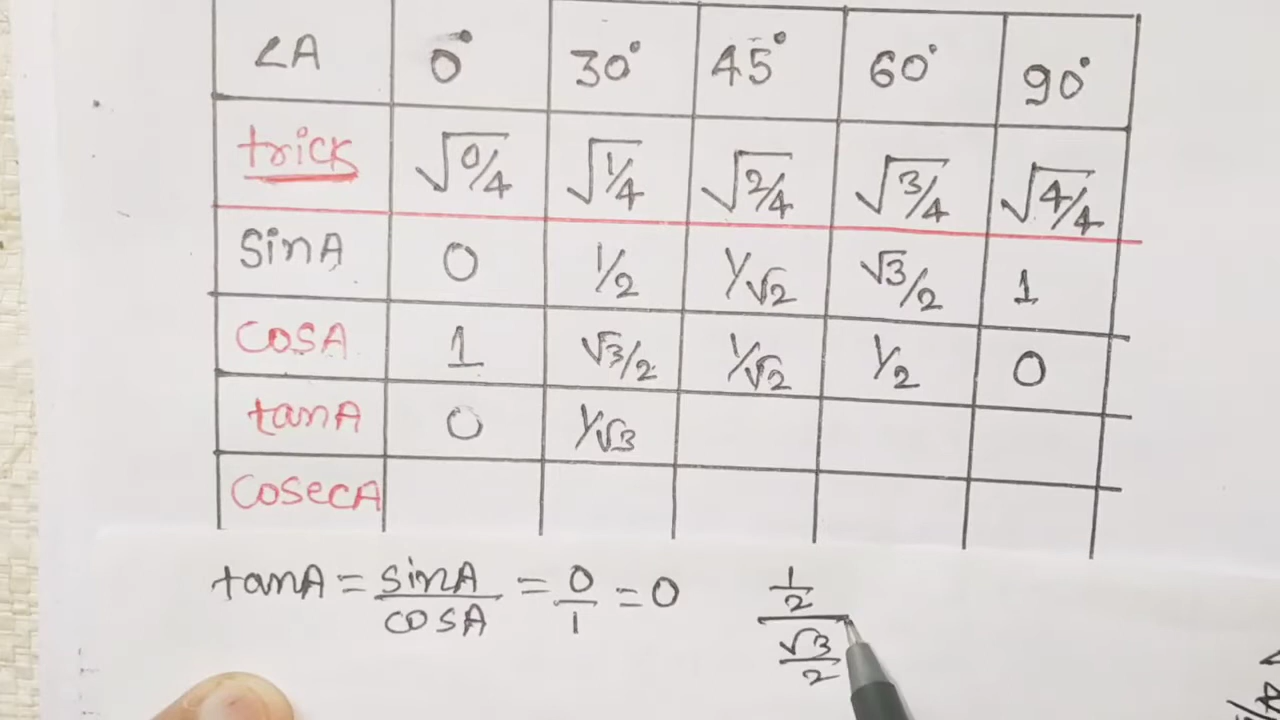 ∠A 0° 30° 45° 60° 90°
trick √0/4 √1/4 √2/4 √3/4 √4/4
sinA 0 1/2 1/√2 √3/2 1
COSA 1 √3/2 1/√2 1/2 0
tanA 0 1/√3
CosecA
tanA = sinA/COSA = 0/1 = 0
1/2
√3/2